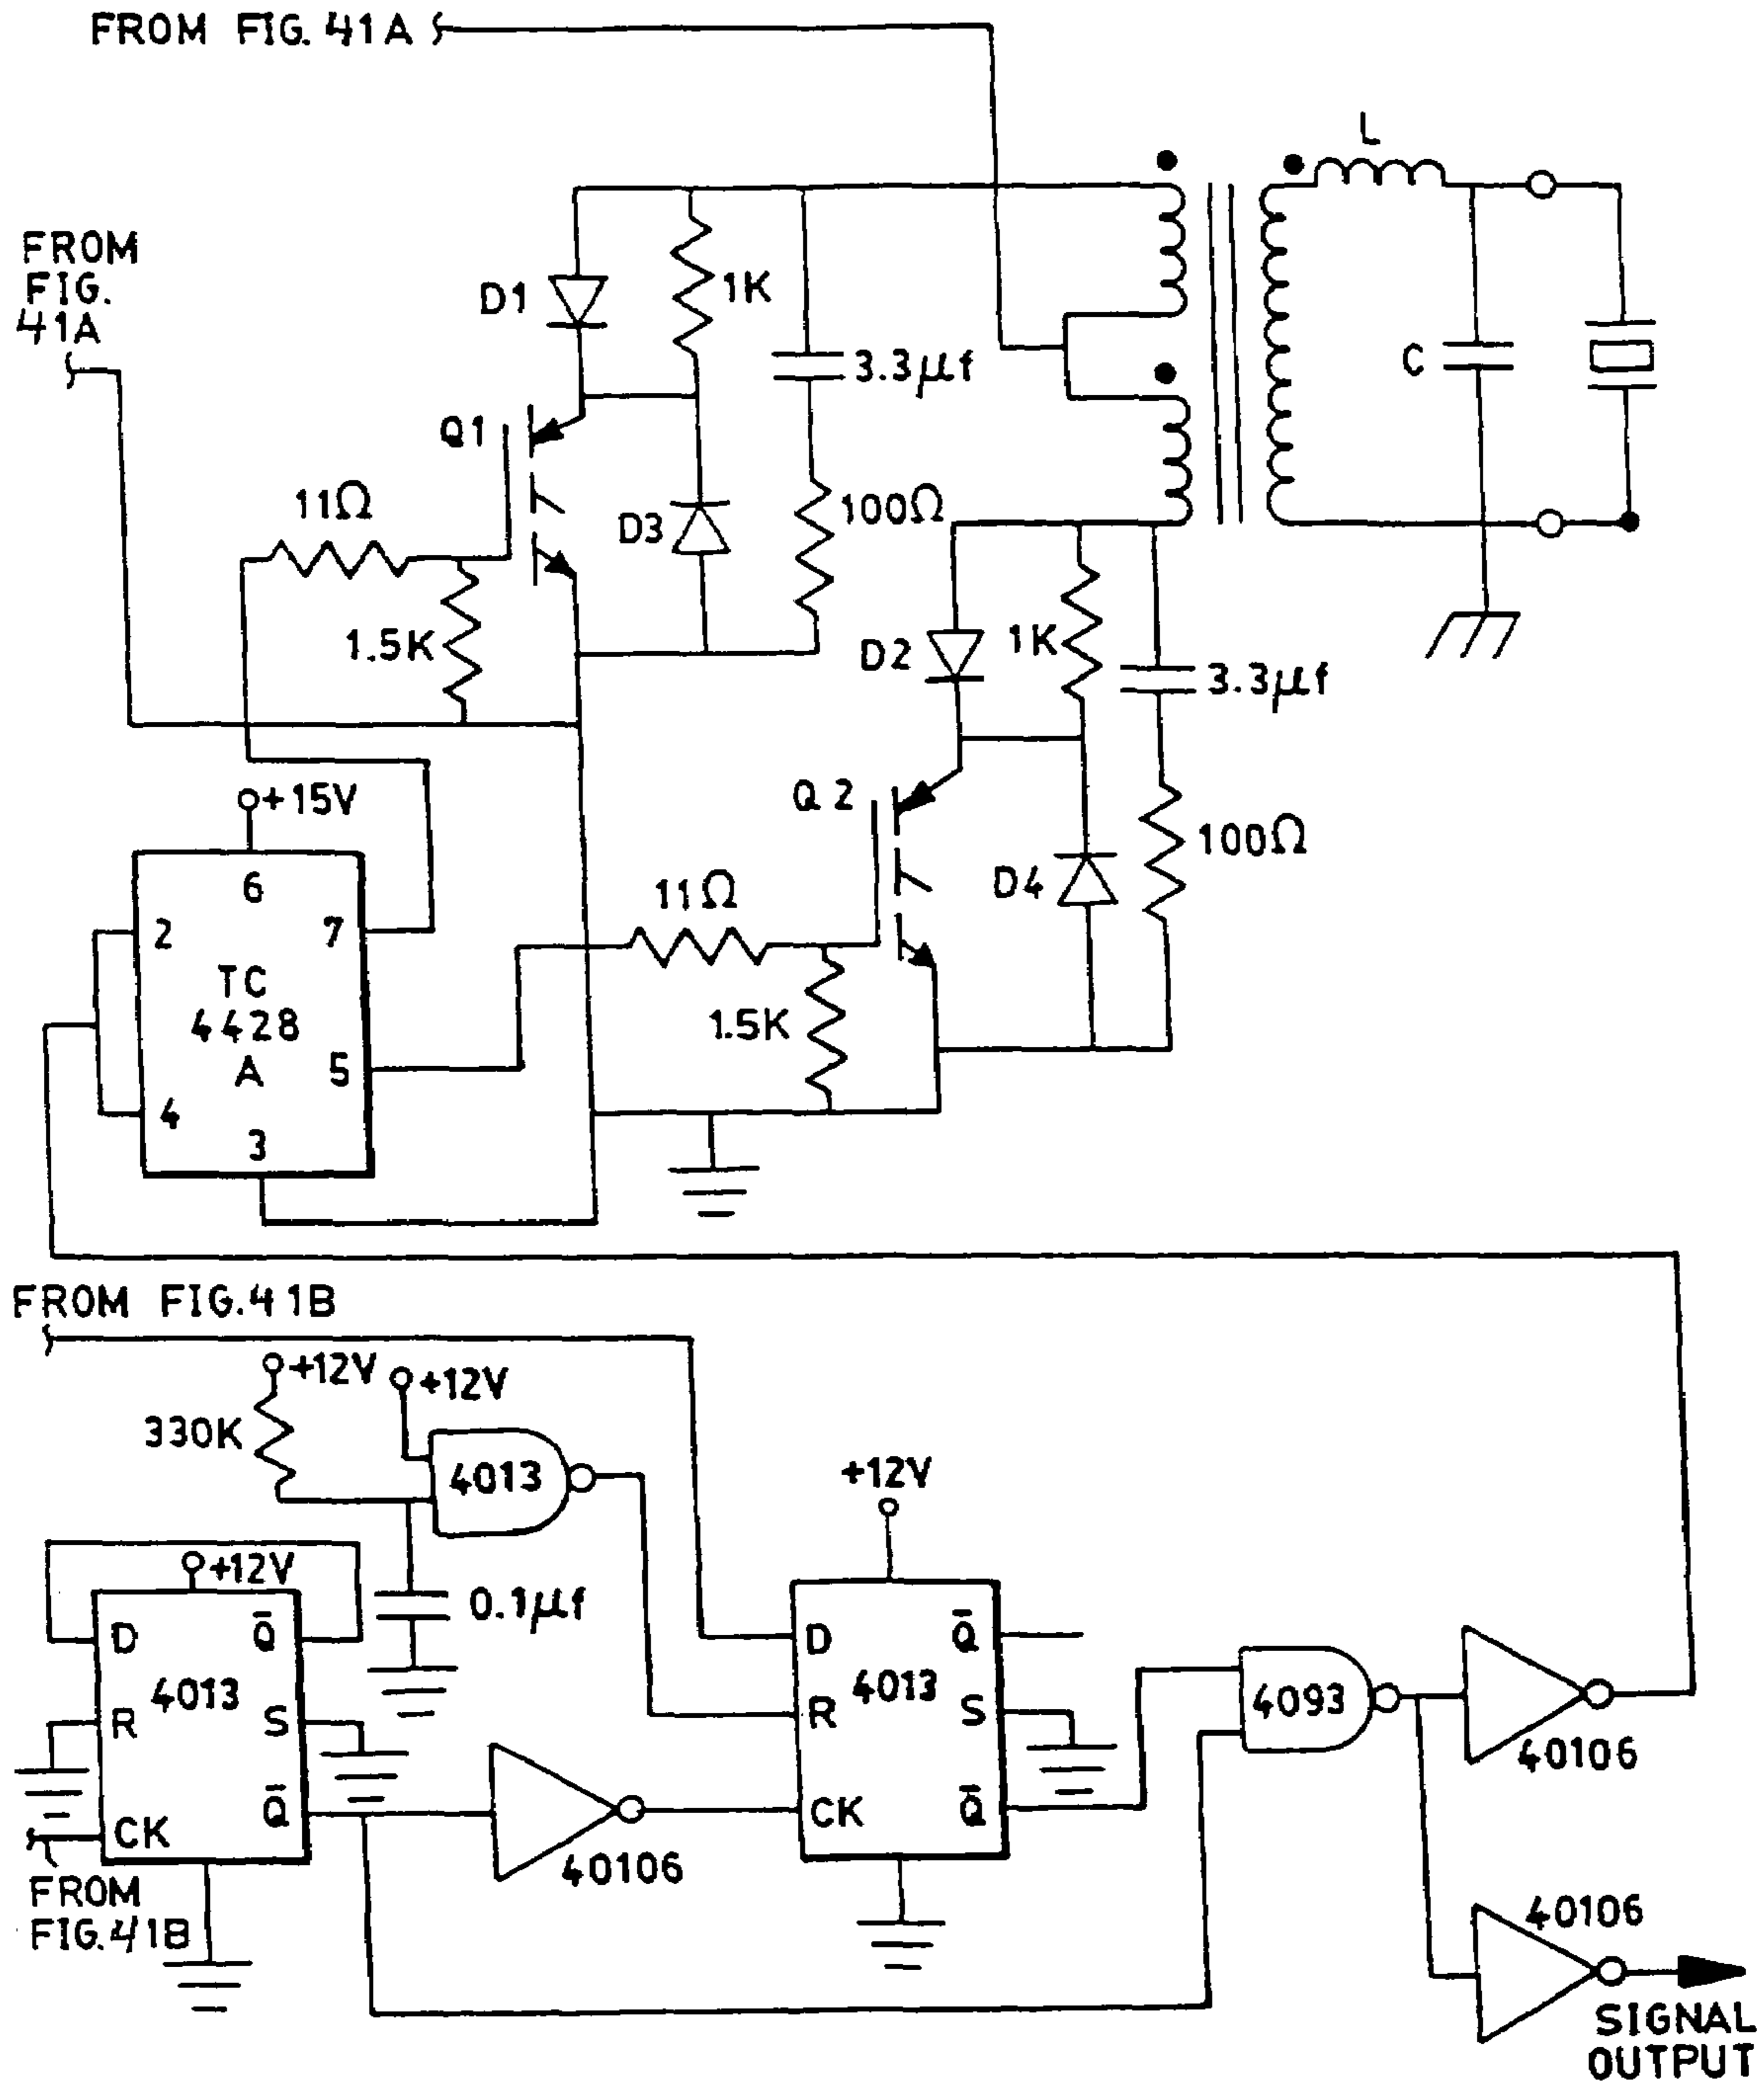 FROM FIG. 41A
L
FROM
FIG.
41A
D1
1K
3.3µf
C
Q1
11Ω
D3
100Ω
1.5K
D2
1K
3.3µf
+15V
Q2
100Ω
6
11Ω
D4
2
7
TC
4428
A
1.5K
5
4
3
FROM FIG.41B
+12V
+12V
330K
4013
+12V
+12V
0.1µf
D
Q̅
D
Q̅
4013
4013
4093
R
S
R
S
40106
Q̅
CK
Q̅
CK
40106
FROM
FIG.41B
40106
SIGNAL
OUTPUT